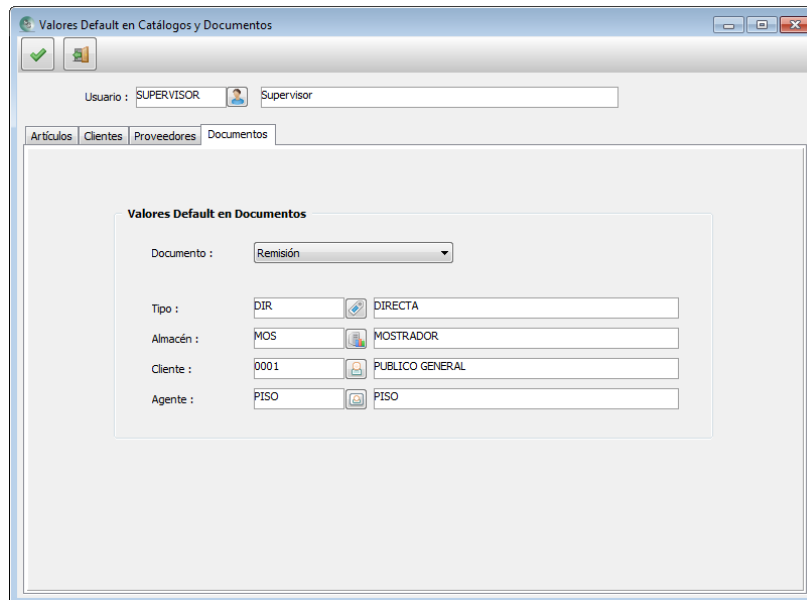 Valores Default en Catálogos y Documentos
Usuario : SUPERVISOR Supervisor
Artículos Clientes Proveedores Documentos
Valores Default en Documentos
Documento : Remisión
Tipo : DIR DIRECTA
Almacén : MOS MOSTRADOR
Cliente : 0001 PUBLICO GENERAL
Agente : PISO PISO